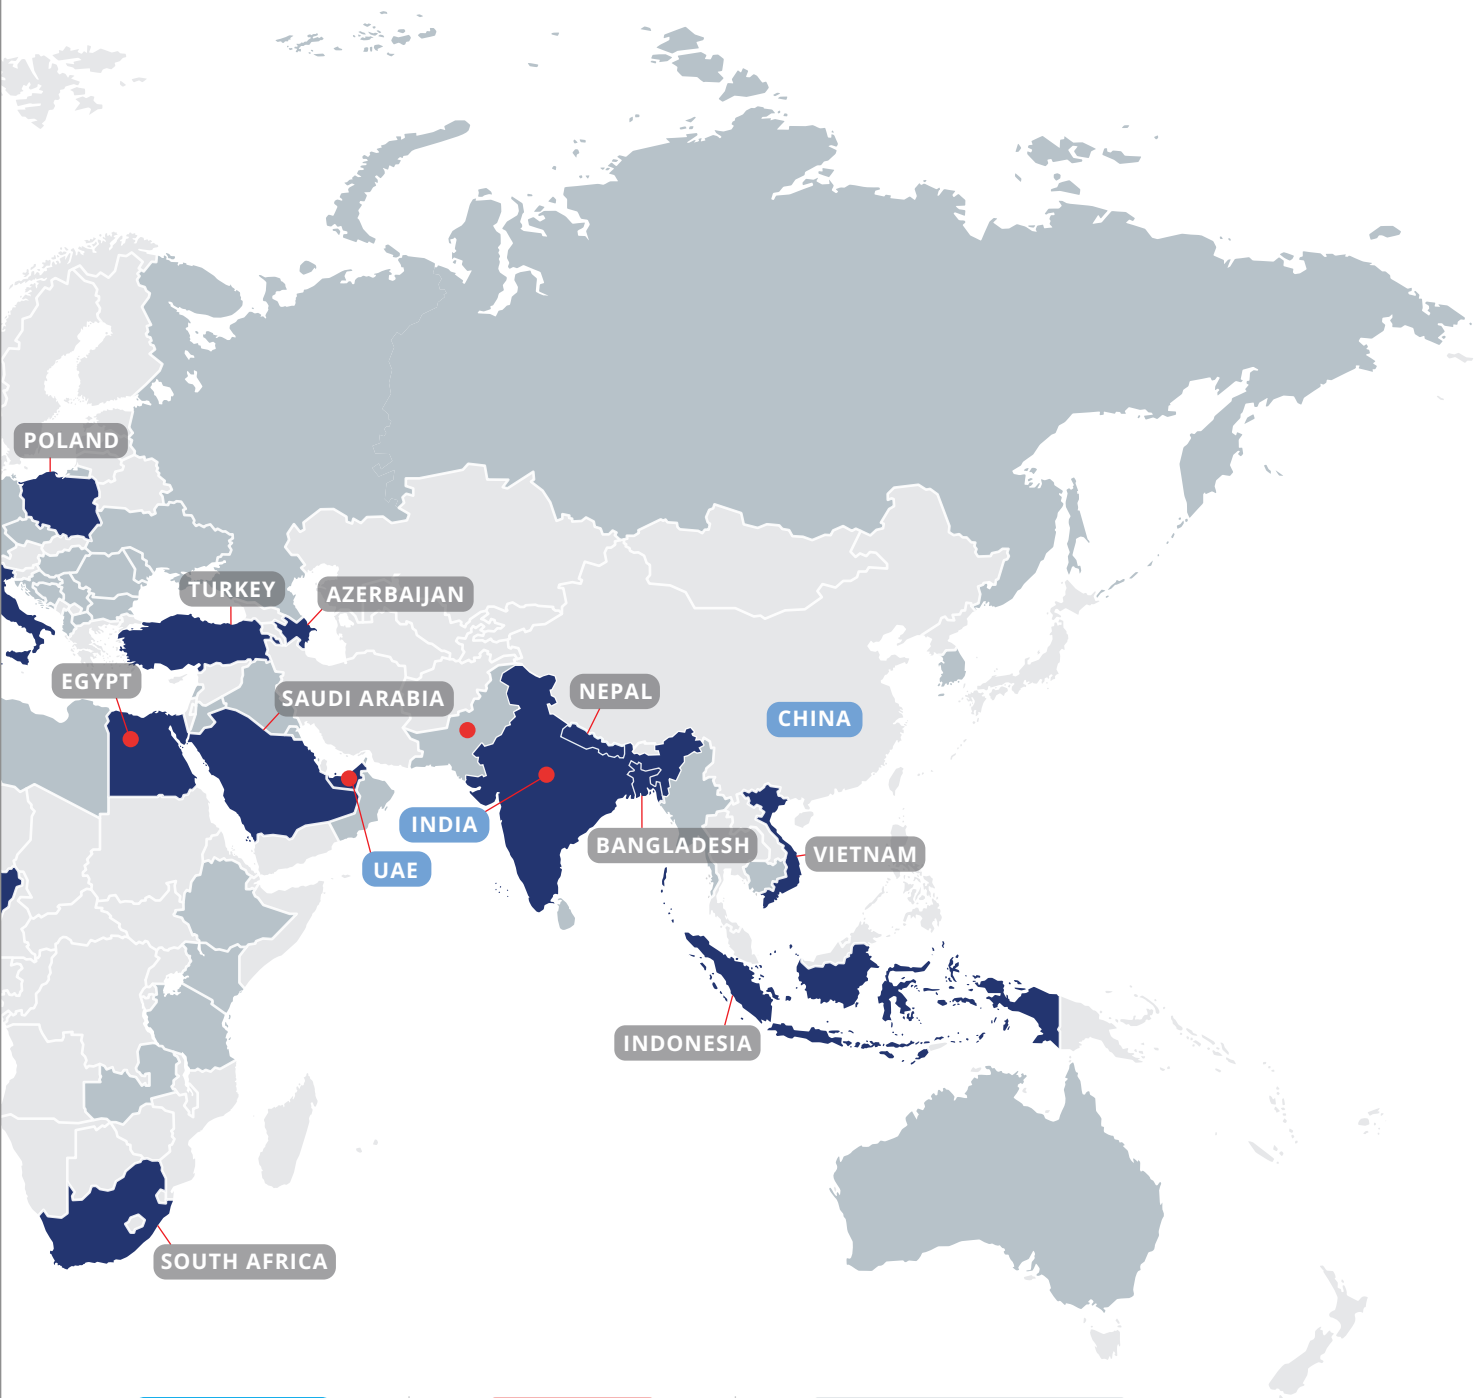 POLAND
TURKEY
AZERBAIJAN
EGYPT
SAUDI ARABIA
NEPAL
CHINA
INDIA
BANGLADESH
VIETNAM
UAE
INDONESIA
SOUTH AFRICA